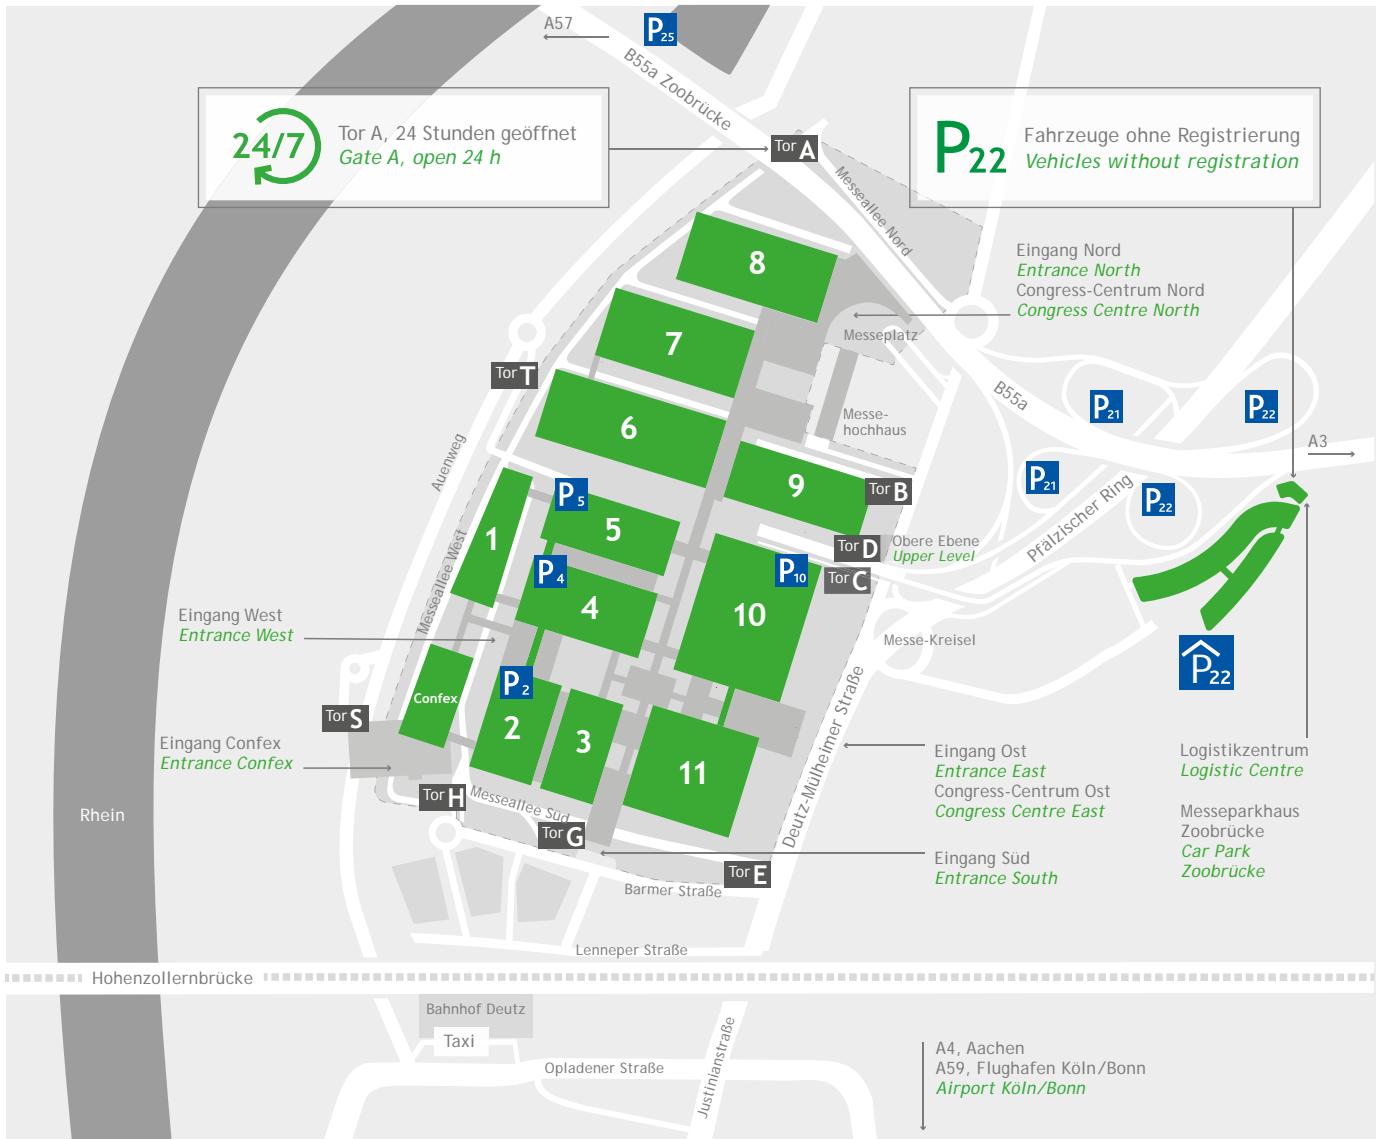 A57
P25
B55a Zoobrücke
24/7
Tor A, 24 Stunden geöffnet
Gate A, open 24 h
Tor A
P22
Fahrzeuge ohne Registrierung
Vehicles without registration
Messeallee Nord
8
Eingang Nord
Entrance North
Congress-Centrum Nord
Congress Centre North
Messeplatz
7
Tor T
B55a
P21
P22
Messe-
hochhaus
6
A3
Auenweg
9
Tor B
P21
P22
Pfälzischer Ring
P5
5
1
Tor D
Obere Ebene
Upper Level
P4
P10
Tor C
Messeallee West
4
10
Eingang West
Entrance West
Messe-Kreisel
P22
P2
Confex
Tor S
2
3
11
Deutz-Mülheimer Straße
Eingang Confex
Entrance Confex
Eingang Ost
Entrance East
Congress-Centrum Ost
Congress Centre East
Logistikzentrum
Logistic Centre
Messeparkhaus
Zoobrücke
Car Park
Zoobrücke
Rhein
Tor H
Messeallee Süd
Tor G
Eingang Süd
Entrance South
Tor E
Barmer Straße
Lenneper Straße
Hohenzollernbrücke
Bahnhof Deutz
Taxi
Opladener Straße
Justinianstraße
A4, Aachen
A59, Flughafen Köln/Bonn
Airport Köln/Bonn